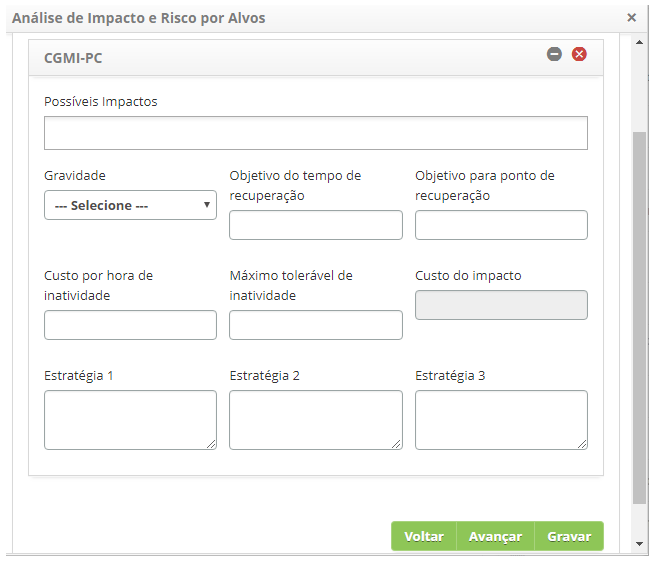 Análise de Impacto e Risco por Alvos
CGMI-PC
Possíveis Impactos
Gravidade
--- Selecione ---
Objetivo do tempo de
recuperação
Objetivo para ponto de
recuperação
Custo por hora de
inatividade
Máximo tolerável de
inatividade
Custo do impacto
Estratégia 1
Estratégia 2
Estratégia 3
Voltar
Avançar
Gravar